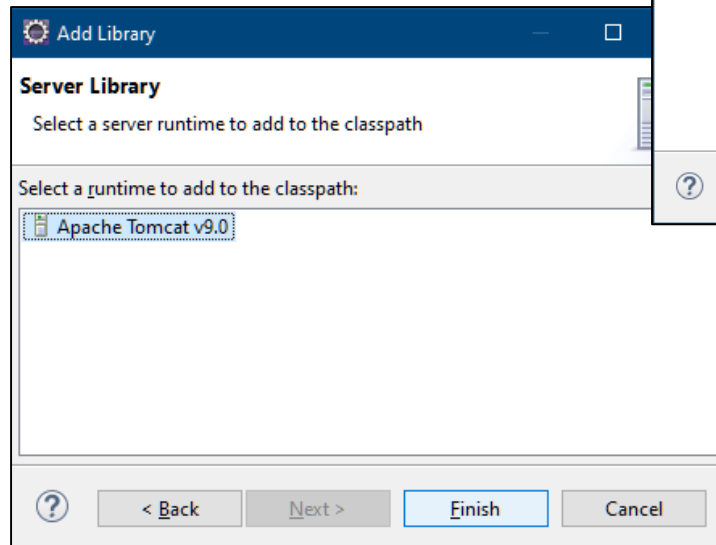 Add Library
Server Library
Select a server runtime to add to the classpath
Select a runtime to add to the classpath:
Apache Tomcat v9.0
?
? < Back Next > Finish Cancel